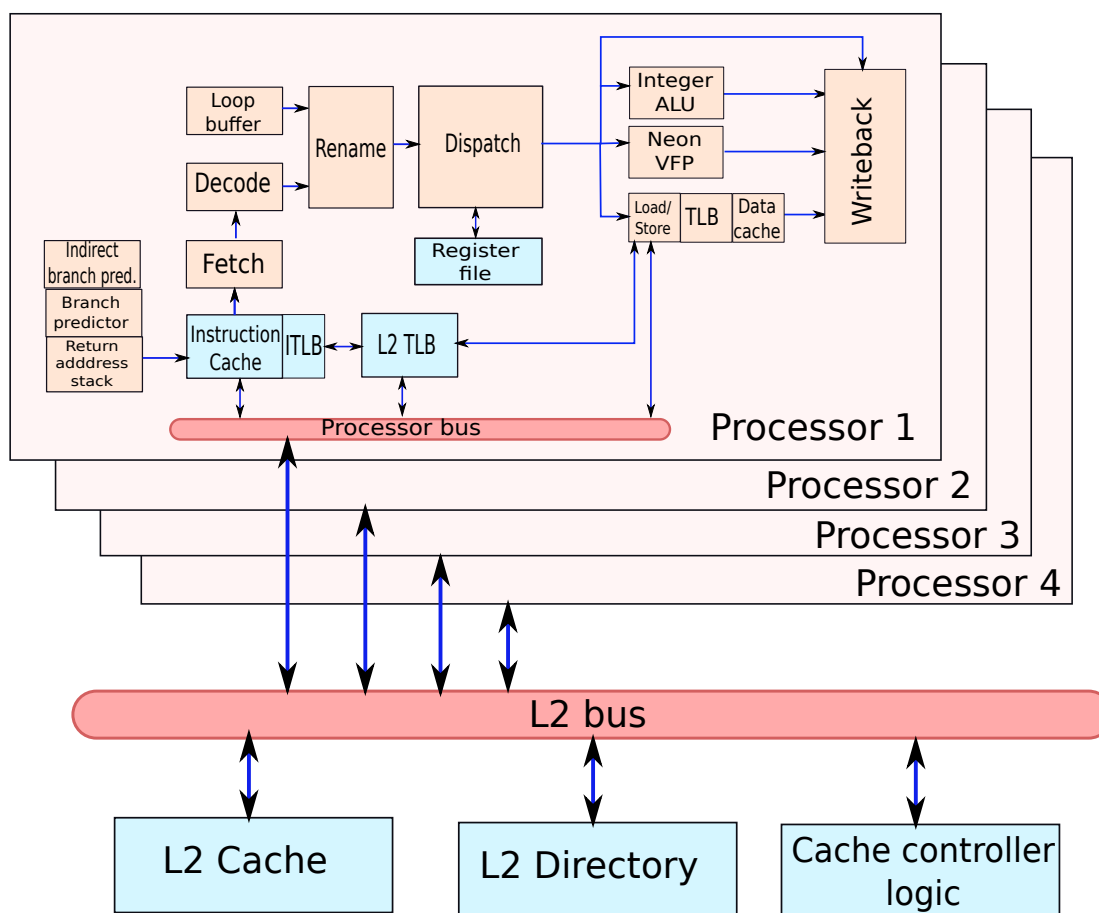 Loop
buffer
Rename
Dispatch
Integer
ALU
Neon
VFP
Writeback
Decode
Load/
Store
TLB
Data
cache
Indirect
branch pred.
Fetch
Register
file
Branch
predictor
Return
adddress
stack
Instruction
Cache
ITLB
L2 TLB
Processor bus
Processor 1
Processor 2
Processor 3
Processor 4
L2 bus
L2 Cache
L2 Directory
Cache controller
logic